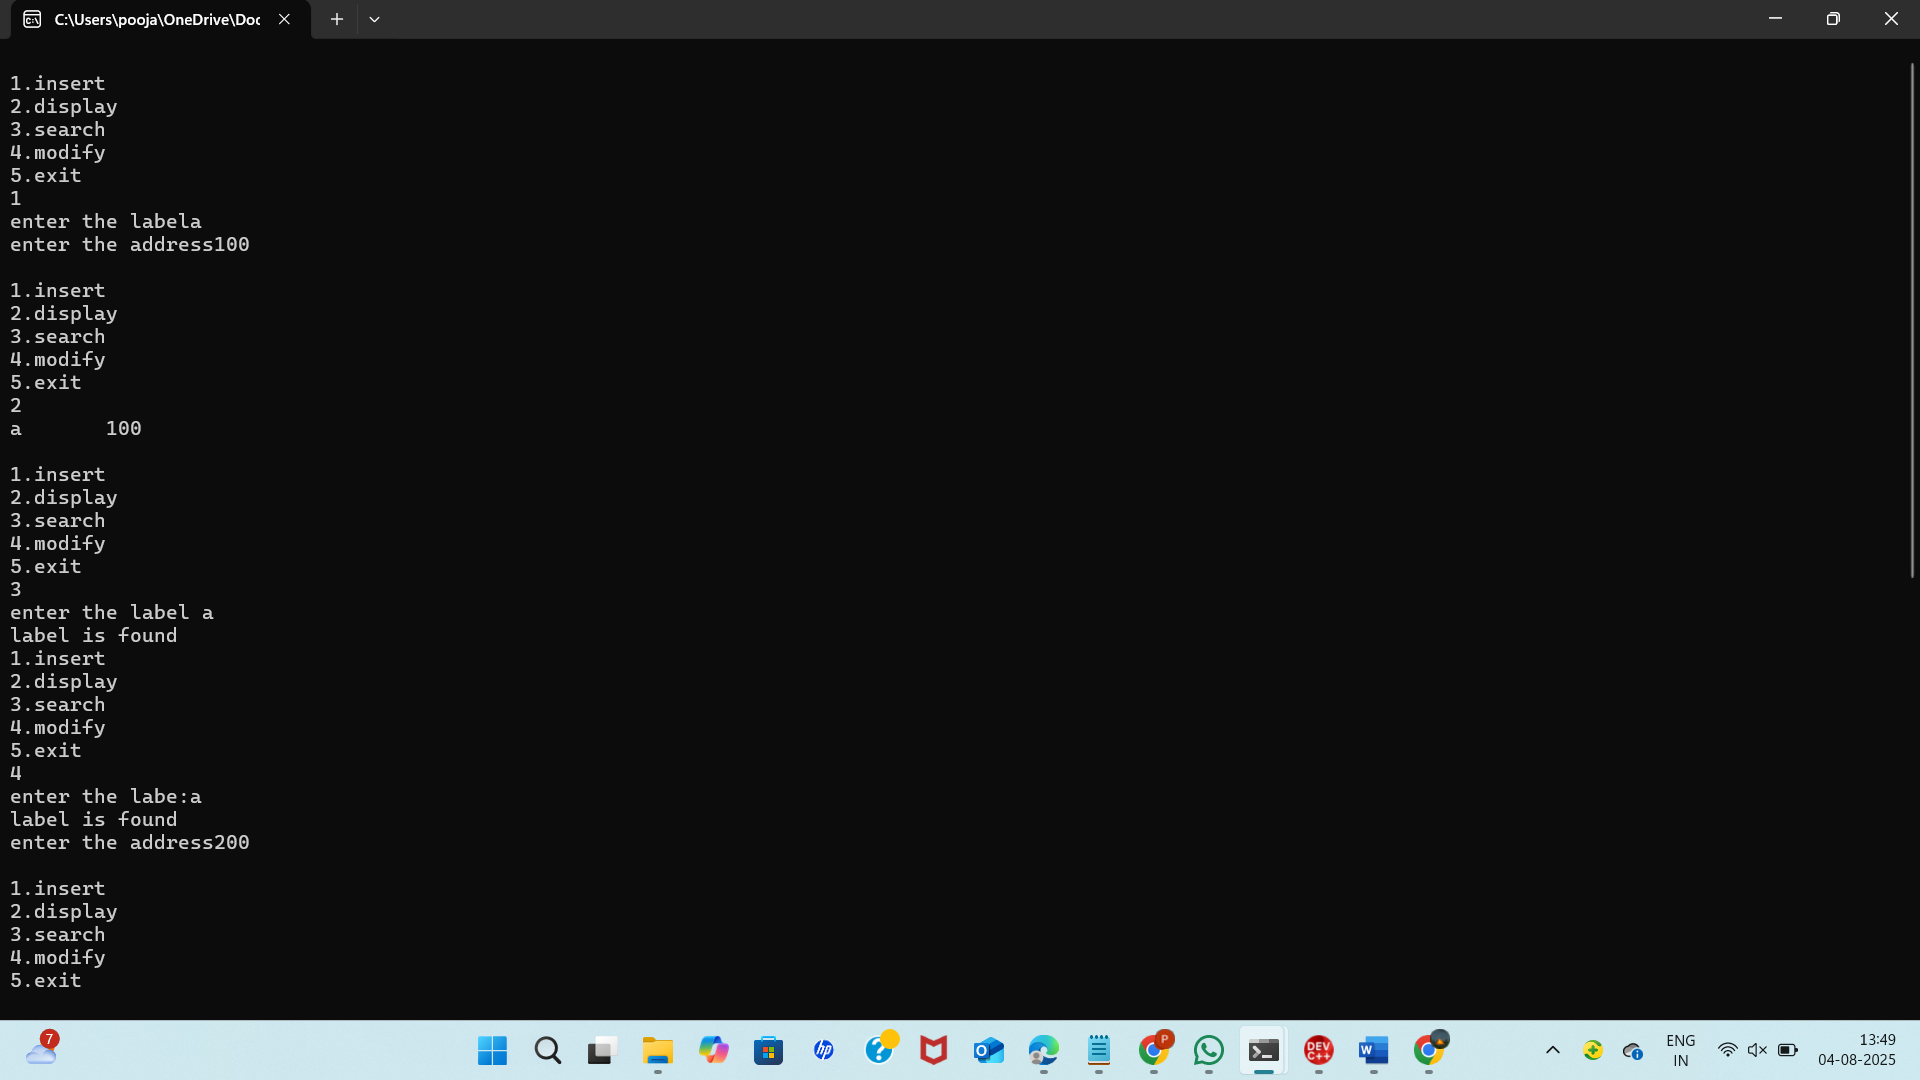 C:\Users\pooja\OneDrive\Doc
1.insert
2.display
3.search
4.modify
5.exit
1
enter the labela
enter the address100
1.insert
2.display
3.search
4.modify
5.exit
2
a 100
1.insert
2.display
3.search
4.modify
5.exit
3
enter the label a
label is found
1.insert
2.display
3.search
4.modify
5.exit
4
enter the labe:a
label is found
enter the address200
1.insert
2.display
3.search
4.modify
5.exit
7
hp
P
DEV
C++
W
ENG
IN
13:49
04-08-2025